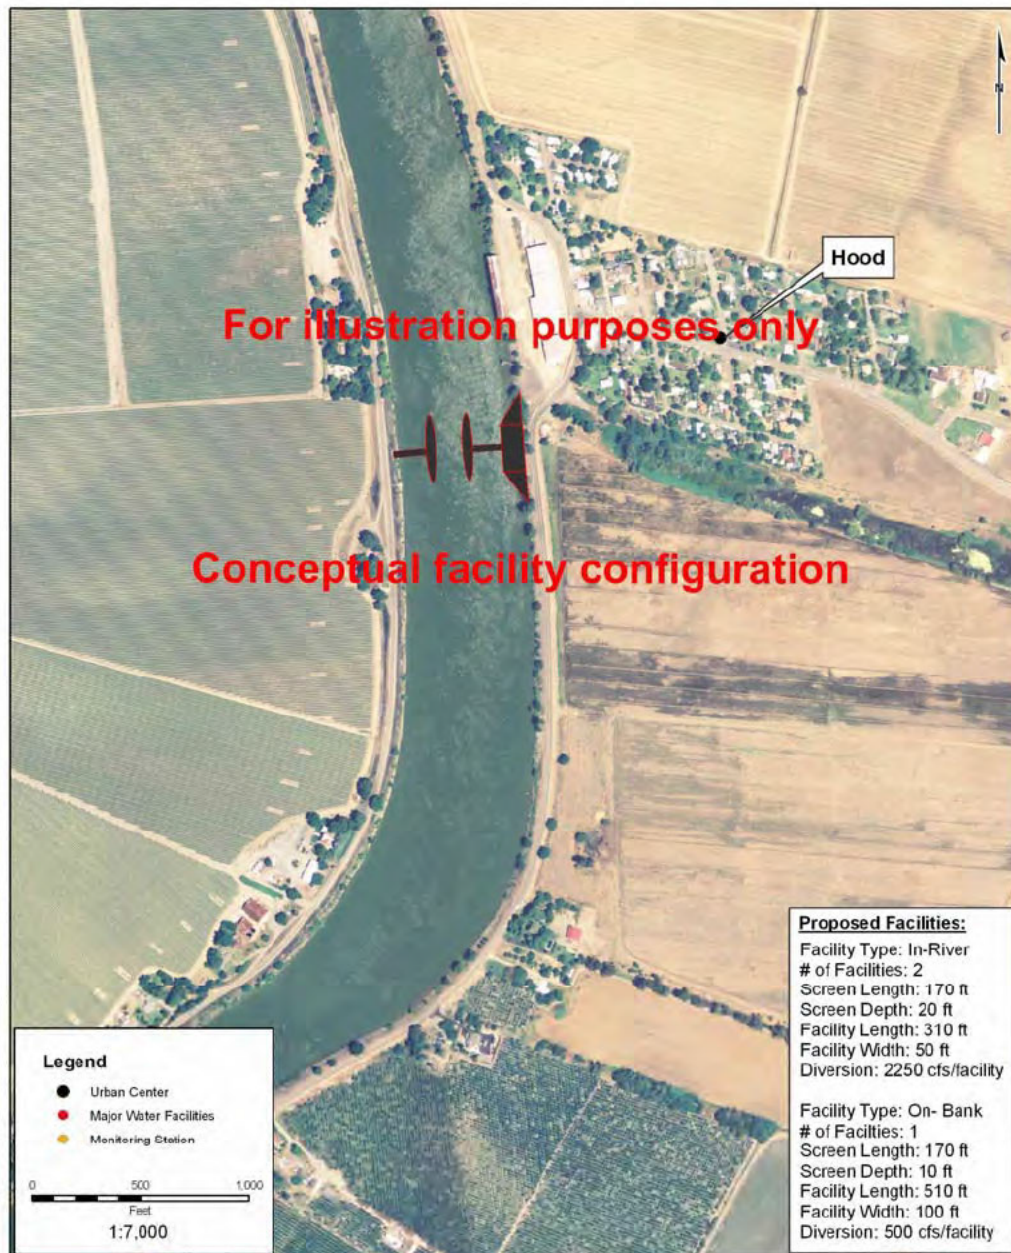 N
Hood
For illustration purposes only
Conceptual facility configuration
Proposed Facilities:
Facility Type: In-River
# of Facilities: 2
Screen Length: 170 ft
Screen Depth: 20 ft
Facility Length: 310 ft
Facility Width: 50 ft
Diversion: 2250 cfs/facility
Facility Type: On- Bank
# of Facilties: 1
Screen Length: 170 ft
Screen Depth: 10 ft
Facility Length: 510 ft
Facility Width: 100 ft
Diversion: 500 cfs/facility
Legend
Urban Center
Major Water Facilities
Monitoring Station
0 500 1,000
Feet
1:7,000